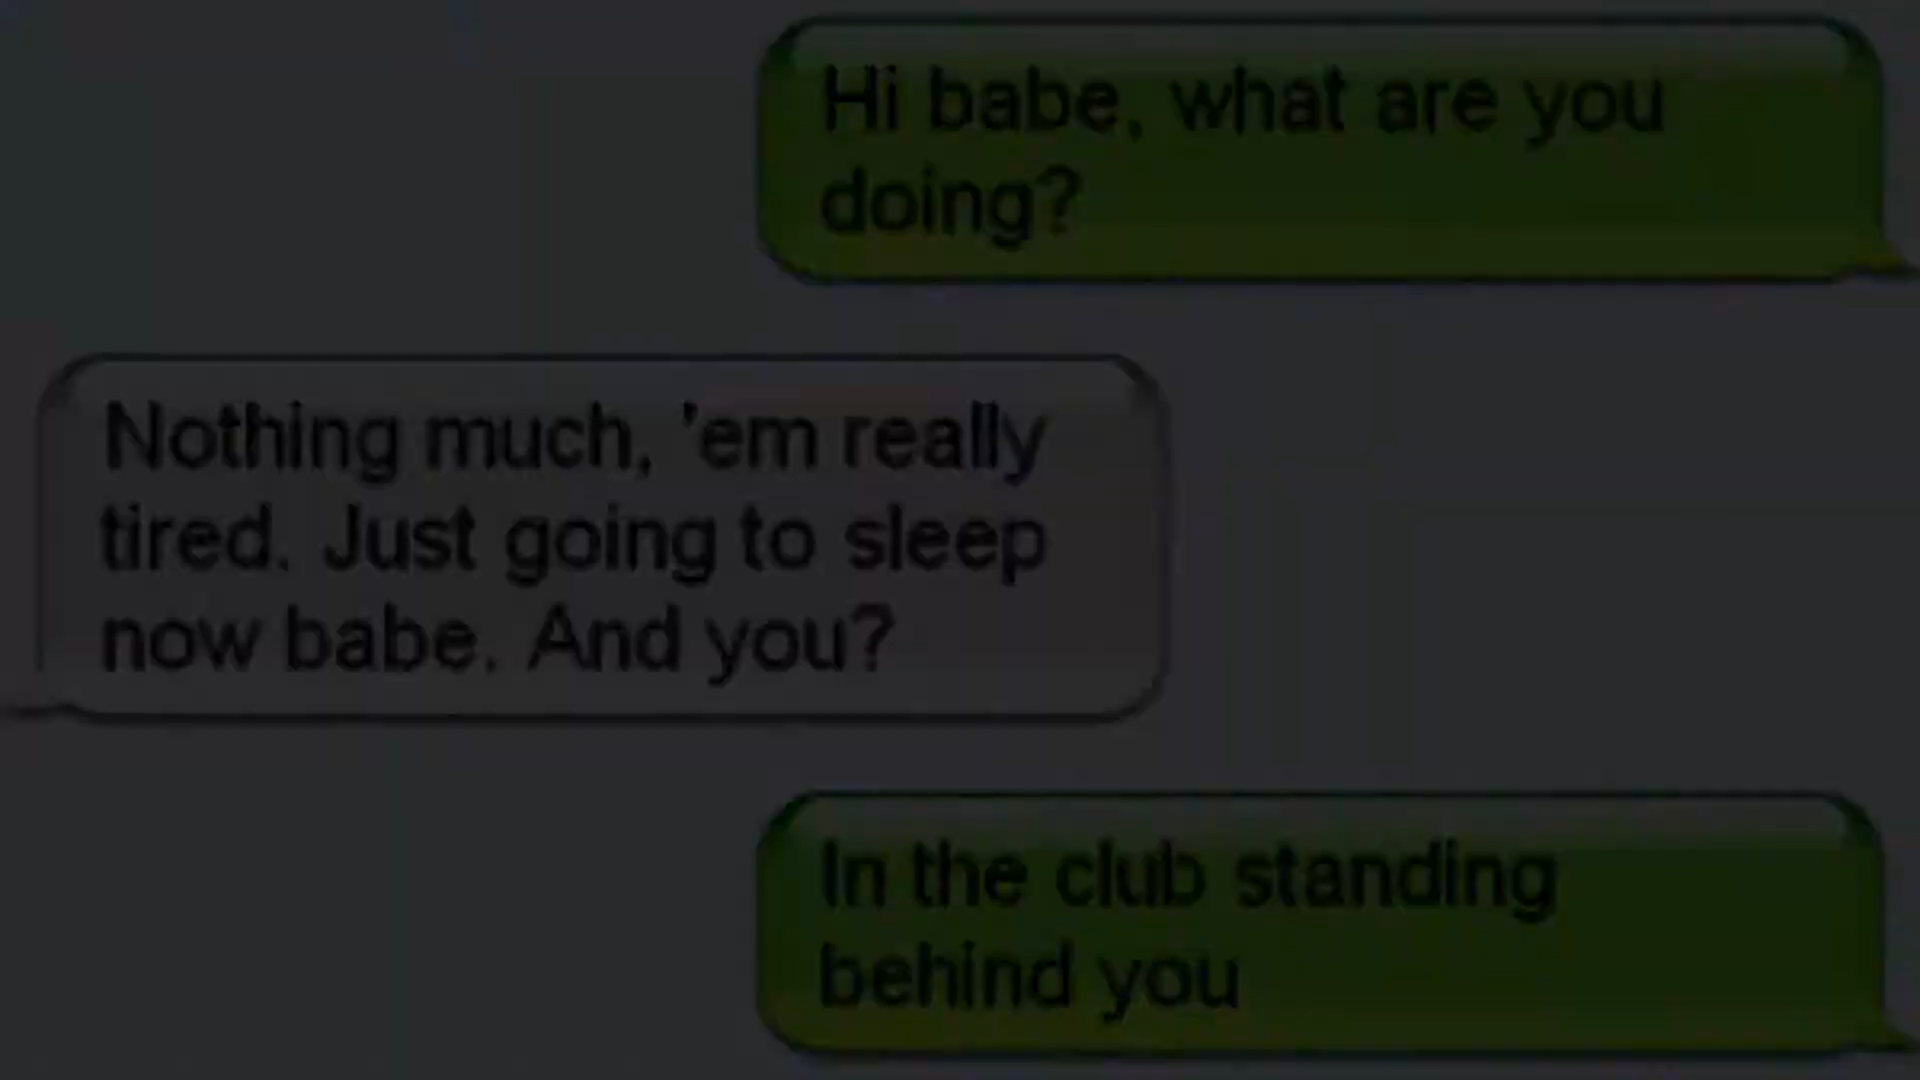 Hi babe, what are you
doing?
Nothing much, 'em really
tired. Just going to sleep
now babe. And you?
In the club standing
behind you